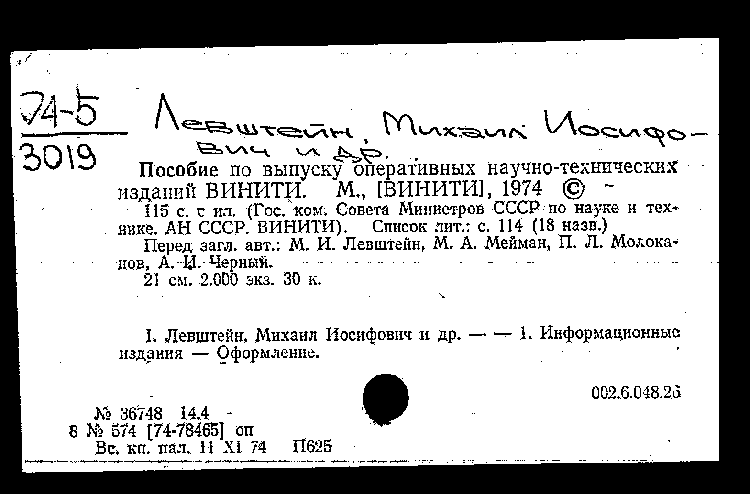 74-5
3019
Левштейн, Михаил Иосифо-
вич и др.
Пособие по выпуску оперативных научно-технических
изданий ВИНИТИ. М., [ВИНИТИ], 1974 © ~
115 с. с ил. (Гос. ком. Совета Министров СССР по науке и тех-
нике. АН СССР. ВИНИТИ). Список лит.: с. 114 (18 назв.)
Перед загл. авт.: М. И. Левштейн, М. А. Мейман, П. Л. Молока-
нов, А. И. Черный.
21 см. 2.000 экз. 30 к.
I. Левштейн, Михаил Иосифович и др. — — 1. Информационные
издания — Оформление.
002.6.048.26
№ 36748 14.4 -
8 № 574 [74-78465] оп
Вс. кн. пал. 11 XI 74 П625